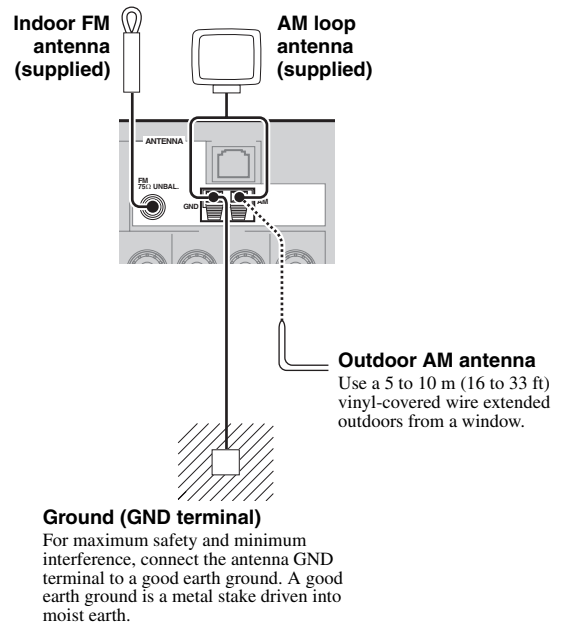 Indoor FM
antenna
(supplied)
AM loop
antenna
(supplied)
ANTENNA
FM
75Ω UNBAL.
GND
AM
Outdoor AM antenna
Use a 5 to 10 m (16 to 33 ft)
vinyl-covered wire extended
outdoors from a window.
Ground (GND terminal)
For maximum safety and minimum
interference, connect the antenna GND
terminal to a good earth ground. A good
earth ground is a metal stake driven into
moist earth.